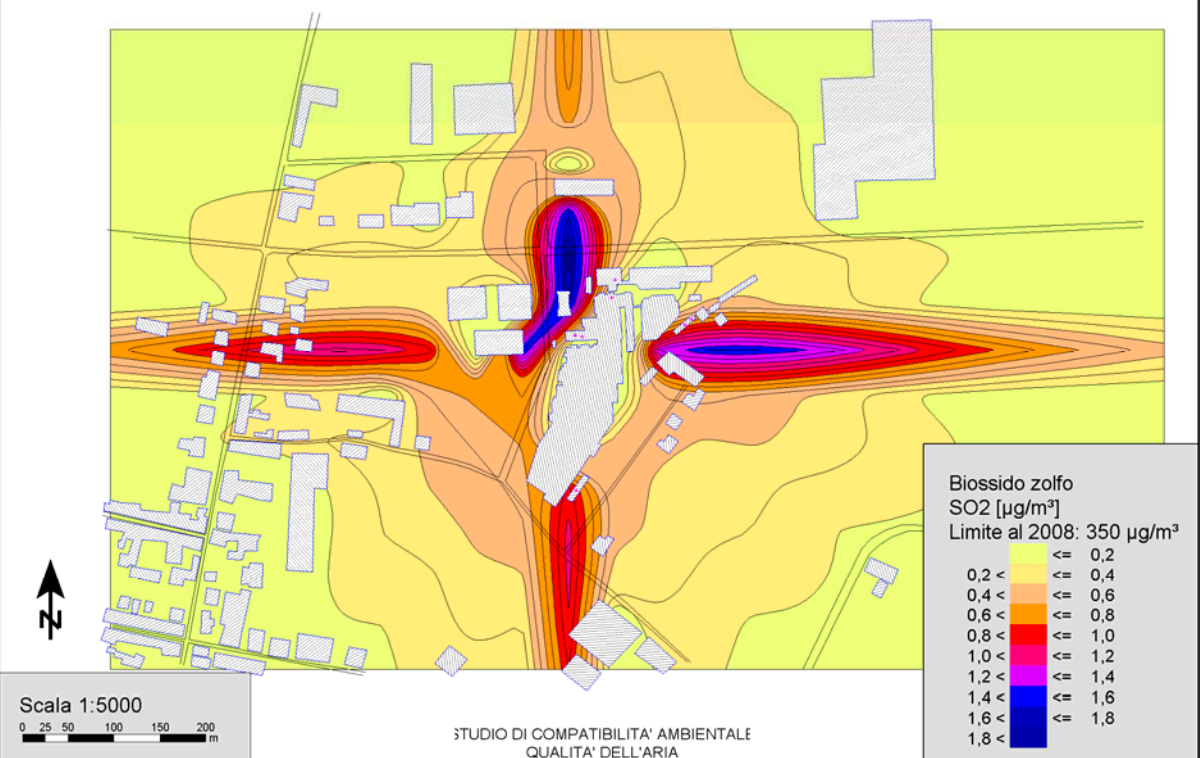 Biossido zolfo
SO2 [µg/m³]
Limite al 2008: 350 µg/m³
<= 0,2
0,2 < <= 0,4
0,4 < <= 0,6
0,6 < <= 0,8
0,8 < <= 1,0
1,0 < <= 1,2
1,2 < <= 1,4
1,4 < <= 1,6
1,6 < <= 1,8
1,8 <
N
Scala 1:5000
0 25 50 100 150 200
m
STUDIO DI COMPATIBILITA' AMBIENTALE
QUALITA' DELL'ARIA